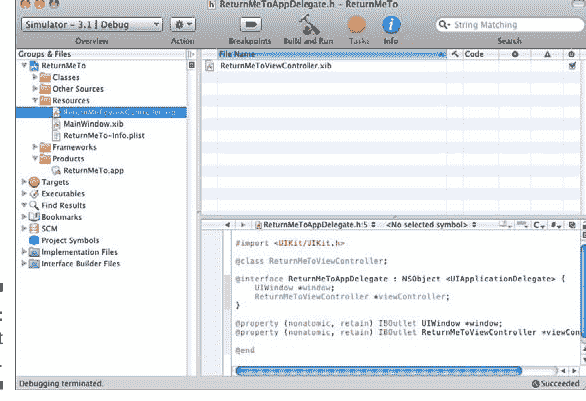 ReturnMeToAppDelegate.h - ReturnMeTo
Simulator - 3.1 | Debug
String Matching
Overview
Action
Breakpoints
Build and Run
Tasks
Info
Search
Groups & Files
File Name
Code
ReturnMeTo
Classes
Other Sources
Resources
MainWindow.xib
ReturnMeTo-Info.plist
Frameworks
Products
ReturnMeTo.app
Targets
Executables
Find Results
Bookmarks
SCM
Project Symbols
Implementation Files
Interface Builder Files
ReturnMeToViewController.xib
ReturnMeToAppDelegate.h:5
<No selected symbol>
#import <UIKit/UIKit.h>
@class ReturnMeToViewController;
@interface ReturnMeToAppDelegate : NSObject <UIApplicationDelegate> {
UIWindow *window;
ReturnMeToViewController *viewController;
}
@property (nonatomic, retain) IBOutlet UIWindow *window;
@property (nonatomic, retain) IBOutlet ReturnMeToViewController *viewCon
@end
Debugging terminated.
Succeeded